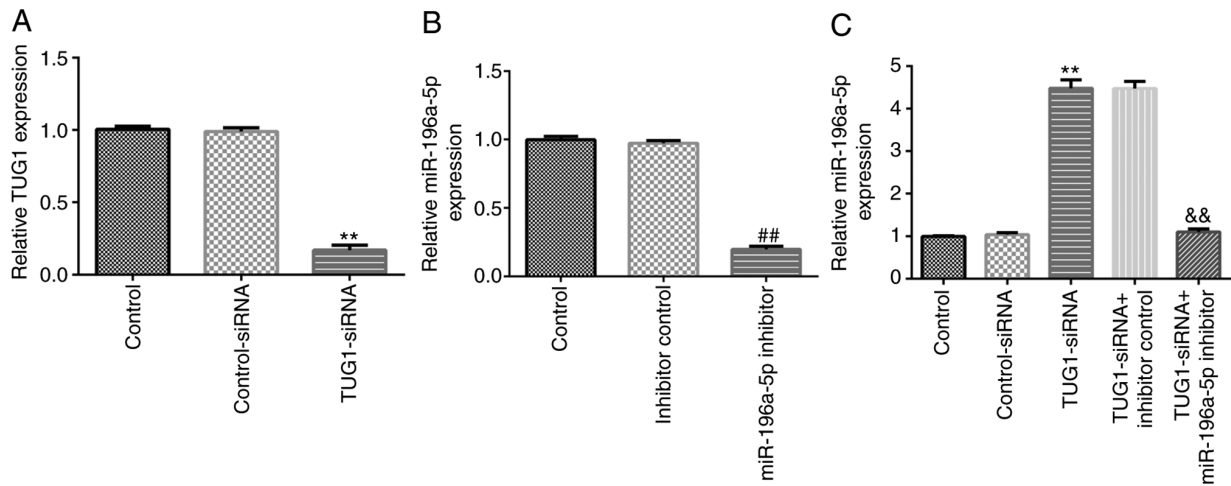 A
Relative TUG1 expression
1.5
1.0
0.5
0.0
**
Control
Control-siRNA
TUG1-siRNA
B
Relative miR-196a-5p
expression
1.5
1.0
0.5
0.0
##
Control
Inhibitor control
miR-196a-5p inhibitor
C
Relative miR-196a-5p
expression
5
4
3
2
1
0
**
&&
Control
Control-siRNA
TUG1-siRNA
TUG1-siRNA+
inhibitor control
TUG1-siRNA+
miR-196a-5p inhibitor